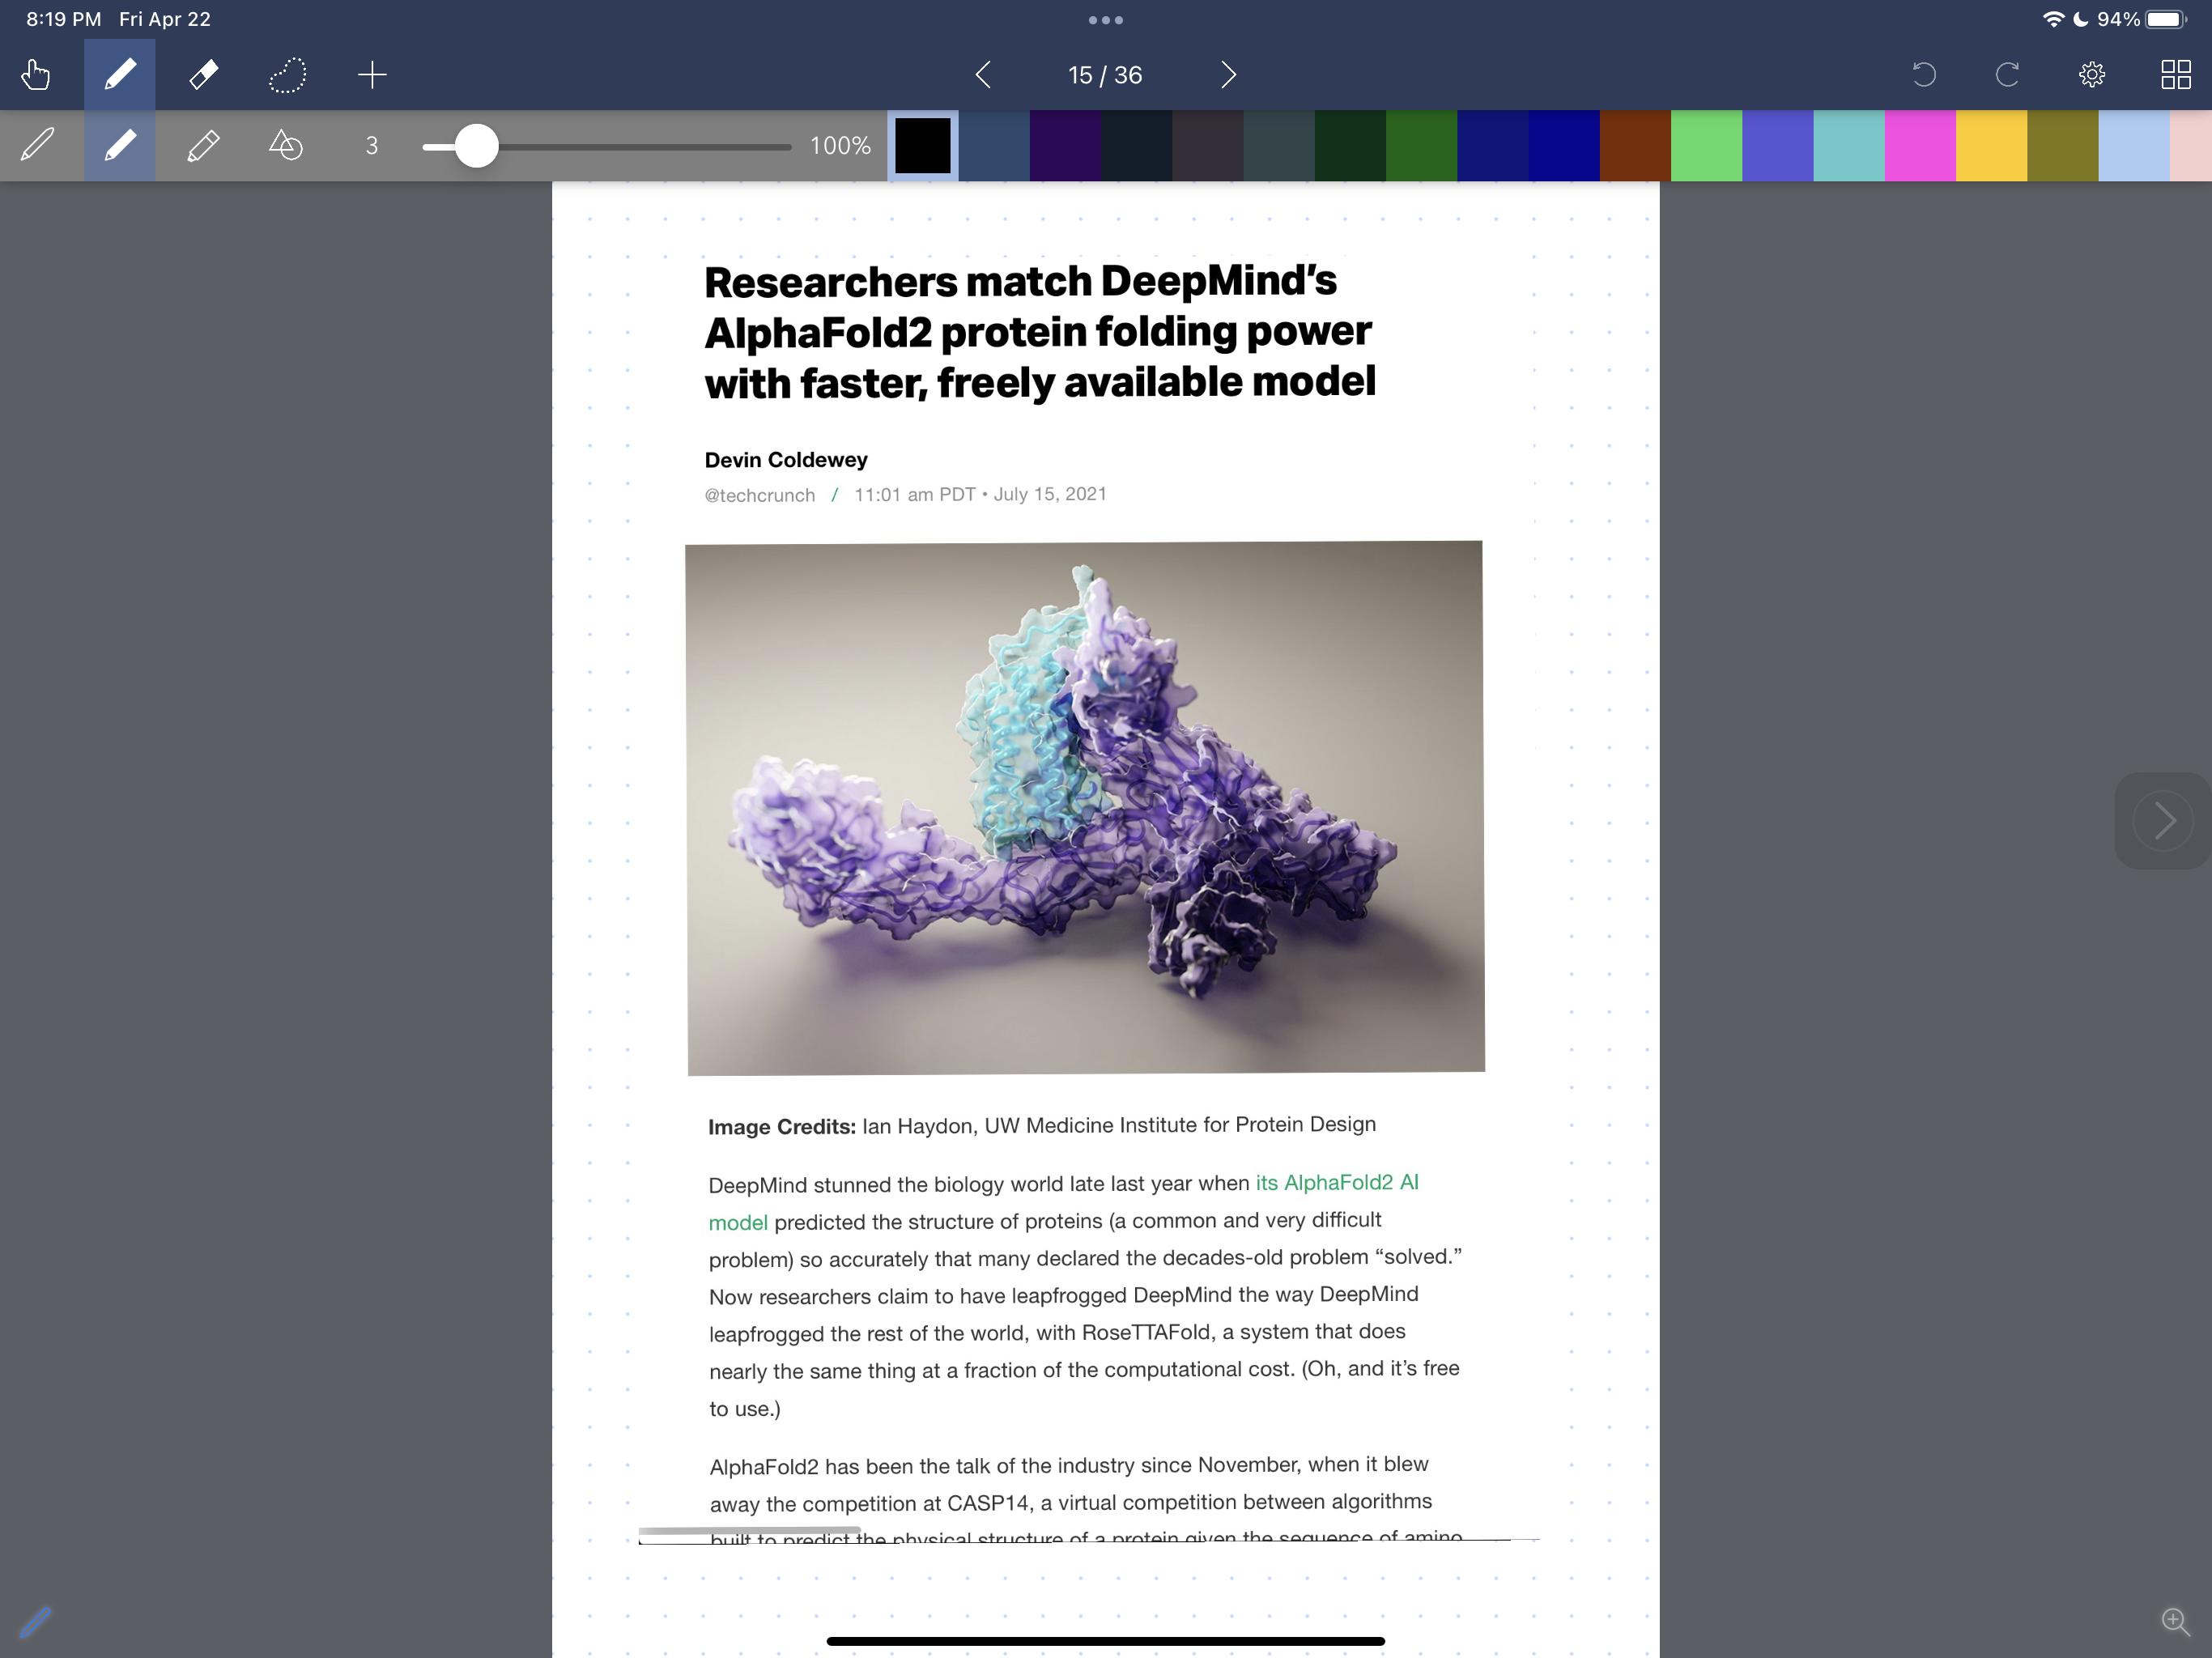 8:19 PM Fri Apr 22
94%
15 / 36
3
100%
Researchers match DeepMind’s
AlphaFold2 protein folding power
with faster, freely available model
Devin Coldewey
@techcrunch / 11:01 am PDT • July 15, 2021
Image Credits: Ian Haydon, UW Medicine Institute for Protein Design
DeepMind stunned the biology world late last year when its AlphaFold2 AI
model predicted the structure of proteins (a common and very difficult
problem) so accurately that many declared the decades-old problem “solved.”
Now researchers claim to have leapfrogged DeepMind the way DeepMind
leapfrogged the rest of the world, with RoseTTAFold, a system that does
nearly the same thing at a fraction of the computational cost. (Oh, and it’s free
to use.)
AlphaFold2 has been the talk of the industry since November, when it blew
away the competition at CASP14, a virtual competition between algorithms
built to predict the physical structure of a protein given the sequence of amino